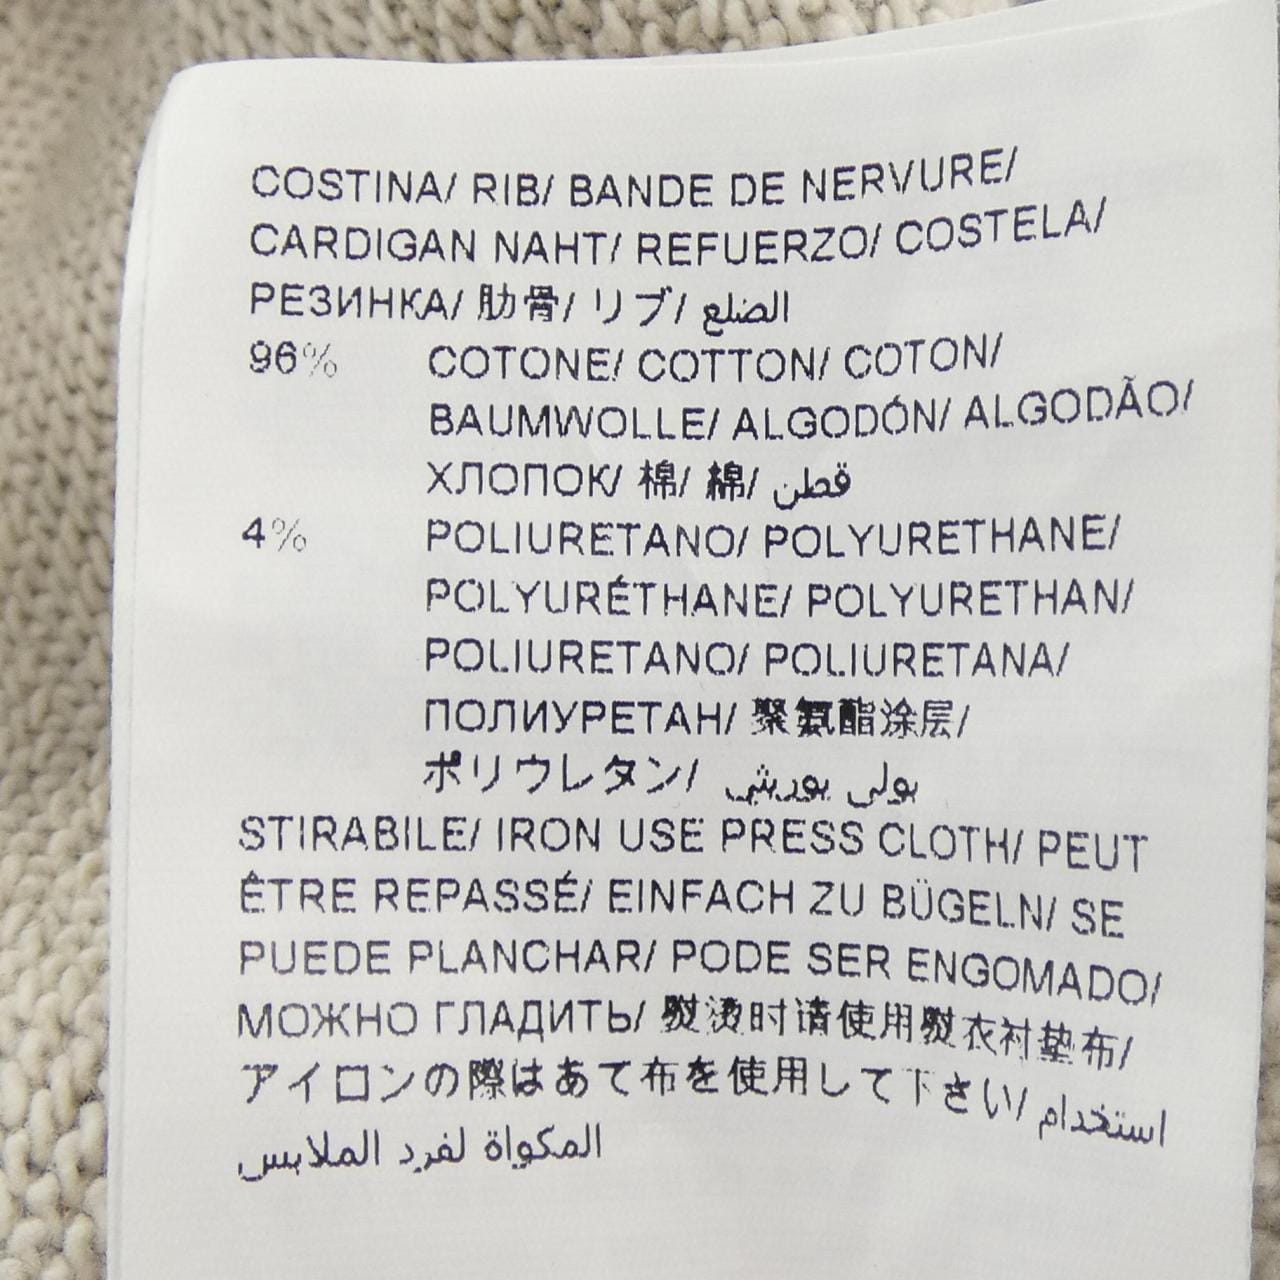 COSTINA/ RIB/ BANDE DE NERVURE/
CARDIGAN NAHT/ REFUERZO/ COSTELA/
РЕЗИНКА/ 肋骨/ リブ/ الضلع
96% COTONE/ COTTON/ COTON/
BAUMWOLLE/ ALGODÓN/ ALGODÃO/
ХЛОПОК/ 棉/ 綿/ قطن
4% POLIURETANO/ POLYURETHANE/
POLYURÉTHANE/ POLYURETHAN/
POLIURETANO/ POLIURETANA/
ПОЛИУРЕТАН/ 聚氨酯涂层/
ポリウレタン/ بولي
STIRABILE/ IRON USE PRESS CLOTH/ PEUT
ÊTRE REPASSÉ/ EINFACH ZU BÜGELN/ SE
PUEDE PLANCHAR/ PODE SER ENGOMADO/
МОЖНО ГЛАДИТЬ/ 熨烫时请使用熨衣衬垫布/
アイロンの際はあて布を使用して下さい/ استخدام
المكواة لفرد الملابس